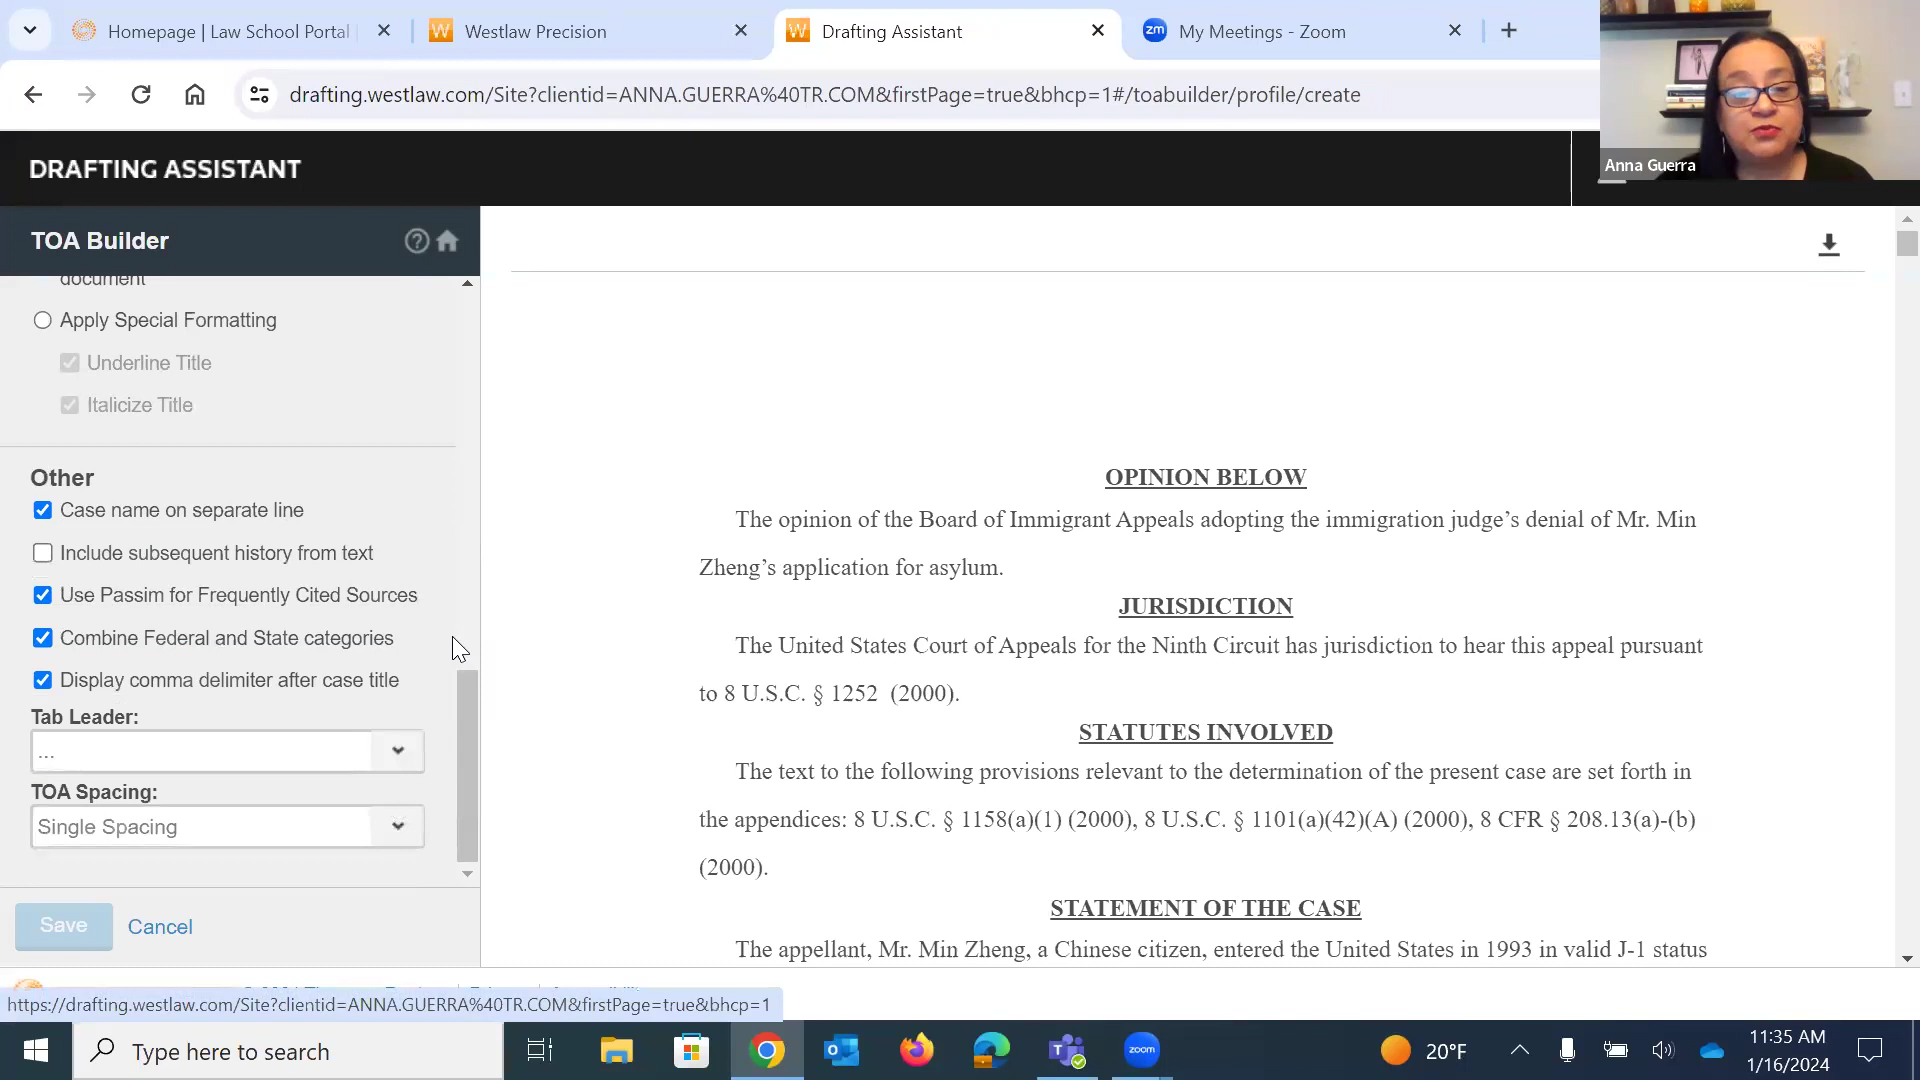 Homepage | Law School Portal
Westlaw Precision
Drafting Assistant
My Meetings - Zoom
drafting.westlaw.com/Site?clientid=ANNA.GUERRA%40TR.COM&firstPage=true&bhcp=1#/toabuilder/profile/create
Anna Guerra
DRAFTING ASSISTANT
TOA Builder
document
Apply Special Formatting
Underline Title
Italicize Title
Other
Case name on separate line
Include subsequent history from text
Use Passim for Frequently Cited Sources
Combine Federal and State categories
Display comma delimiter after case title
Tab Leader:
...
TOA Spacing:
Single Spacing
Save Cancel
OPINION BELOW
The opinion of the Board of Immigrant Appeals adopting the immigration judge’s denial of Mr. Min
Zheng’s application for asylum.
JURISDICTION
The United States Court of Appeals for the Ninth Circuit has jurisdiction to hear this appeal pursuant
to 8 U.S.C. § 1252 (2000).
STATUTES INVOLVED
The text to the following provisions relevant to the determination of the present case are set forth in
the appendices: 8 U.S.C. § 1158(a)(1) (2000), 8 U.S.C. § 1101(a)(42)(A) (2000), 8 CFR § 208.13(a)-(b)
(2000).
STATEMENT OF THE CASE
The appellant, Mr. Min Zheng, a Chinese citizen, entered the United States in 1993 in valid J-1 status
https://drafting.westlaw.com/Site?clientid=ANNA.GUERRA%40TR.COM&firstPage=true&bhcp=1
Type here to search
zoom
20°F
11:35 AM
1/16/2024